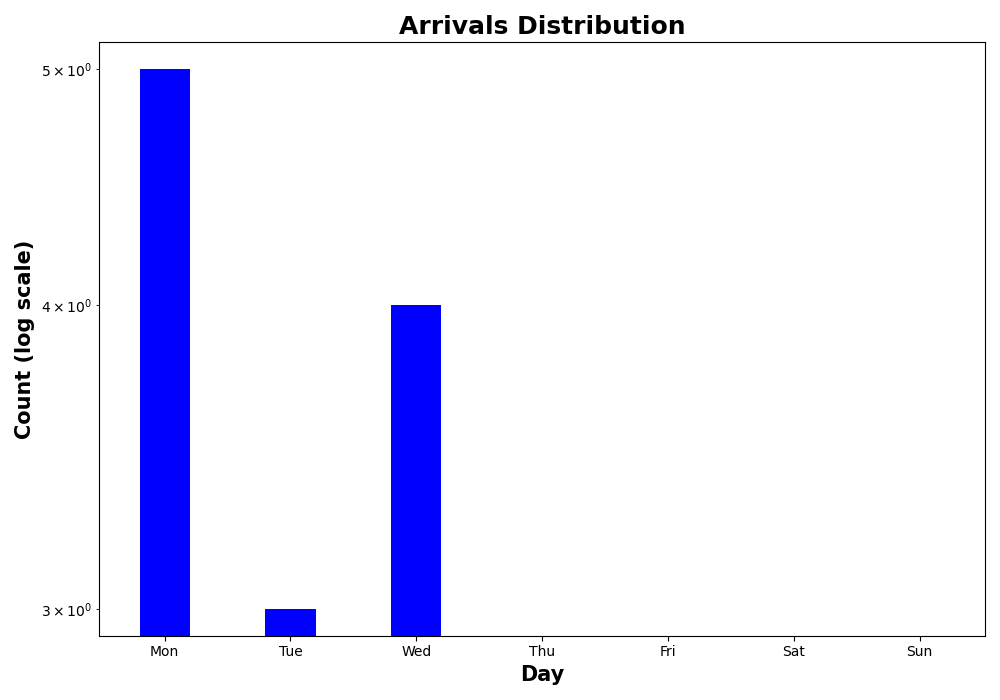 Arrivals Distribution
5 × 10⁰
4 × 10⁰
3 × 10⁰
Count (log scale)
Mon Tue Wed Thu Fri Sat Sun
Day